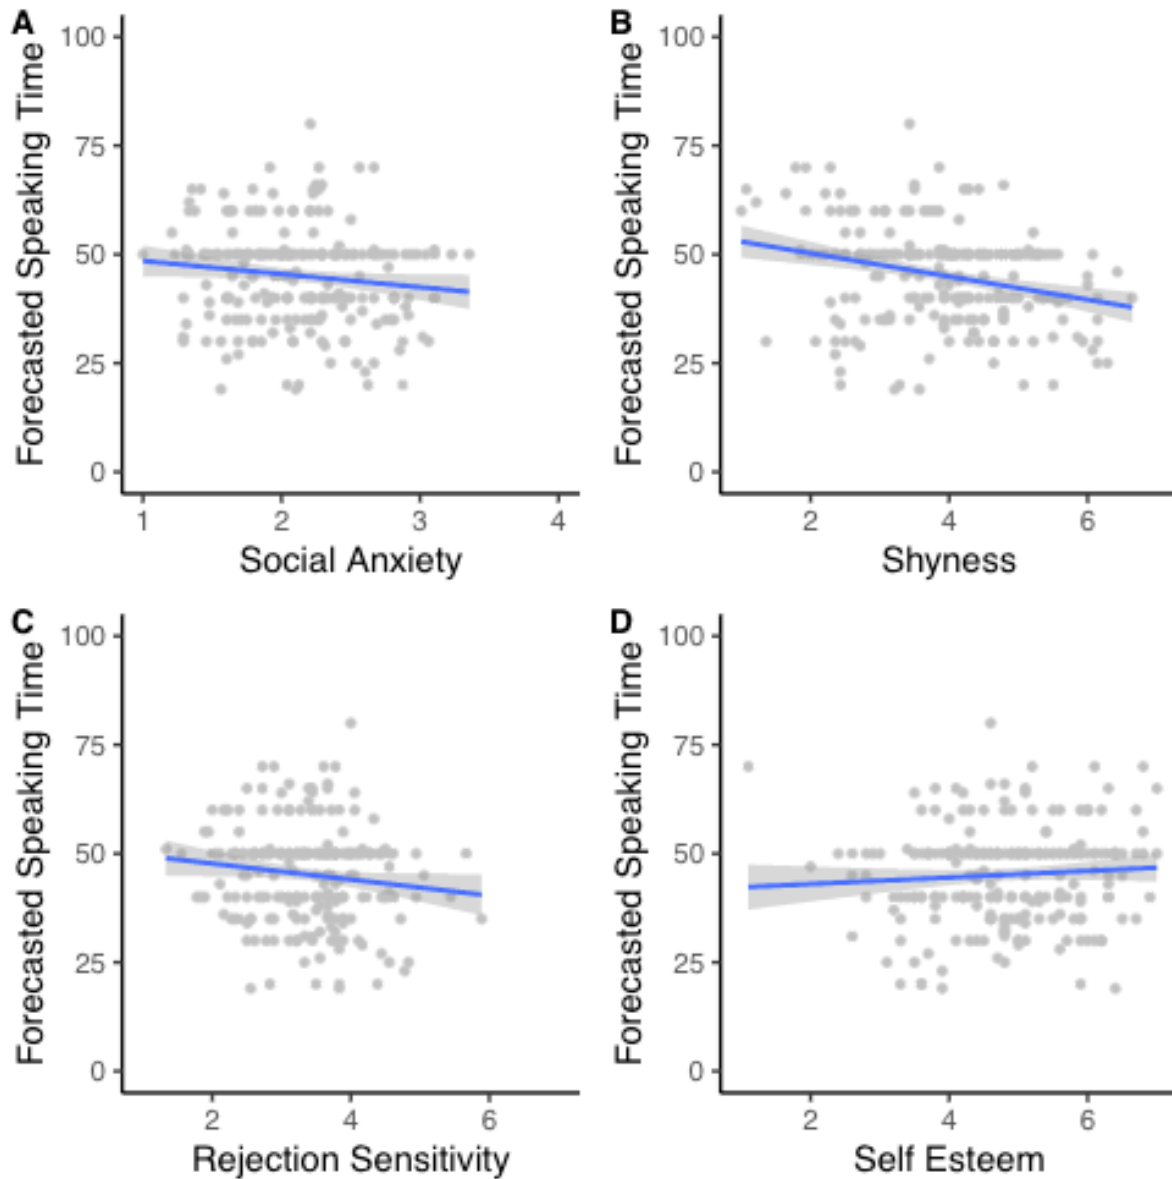 A
Forecasted Speaking Time
100
75
50
25
0
1 2 3 4
Social Anxiety
B
Forecasted Speaking Time
100
75
50
25
0
2 4 6
Shyness
C
Forecasted Speaking Time
100
75
50
25
0
2 4 6
Rejection Sensitivity
D
Forecasted Speaking Time
100
75
50
25
0
2 4 6
Self Esteem